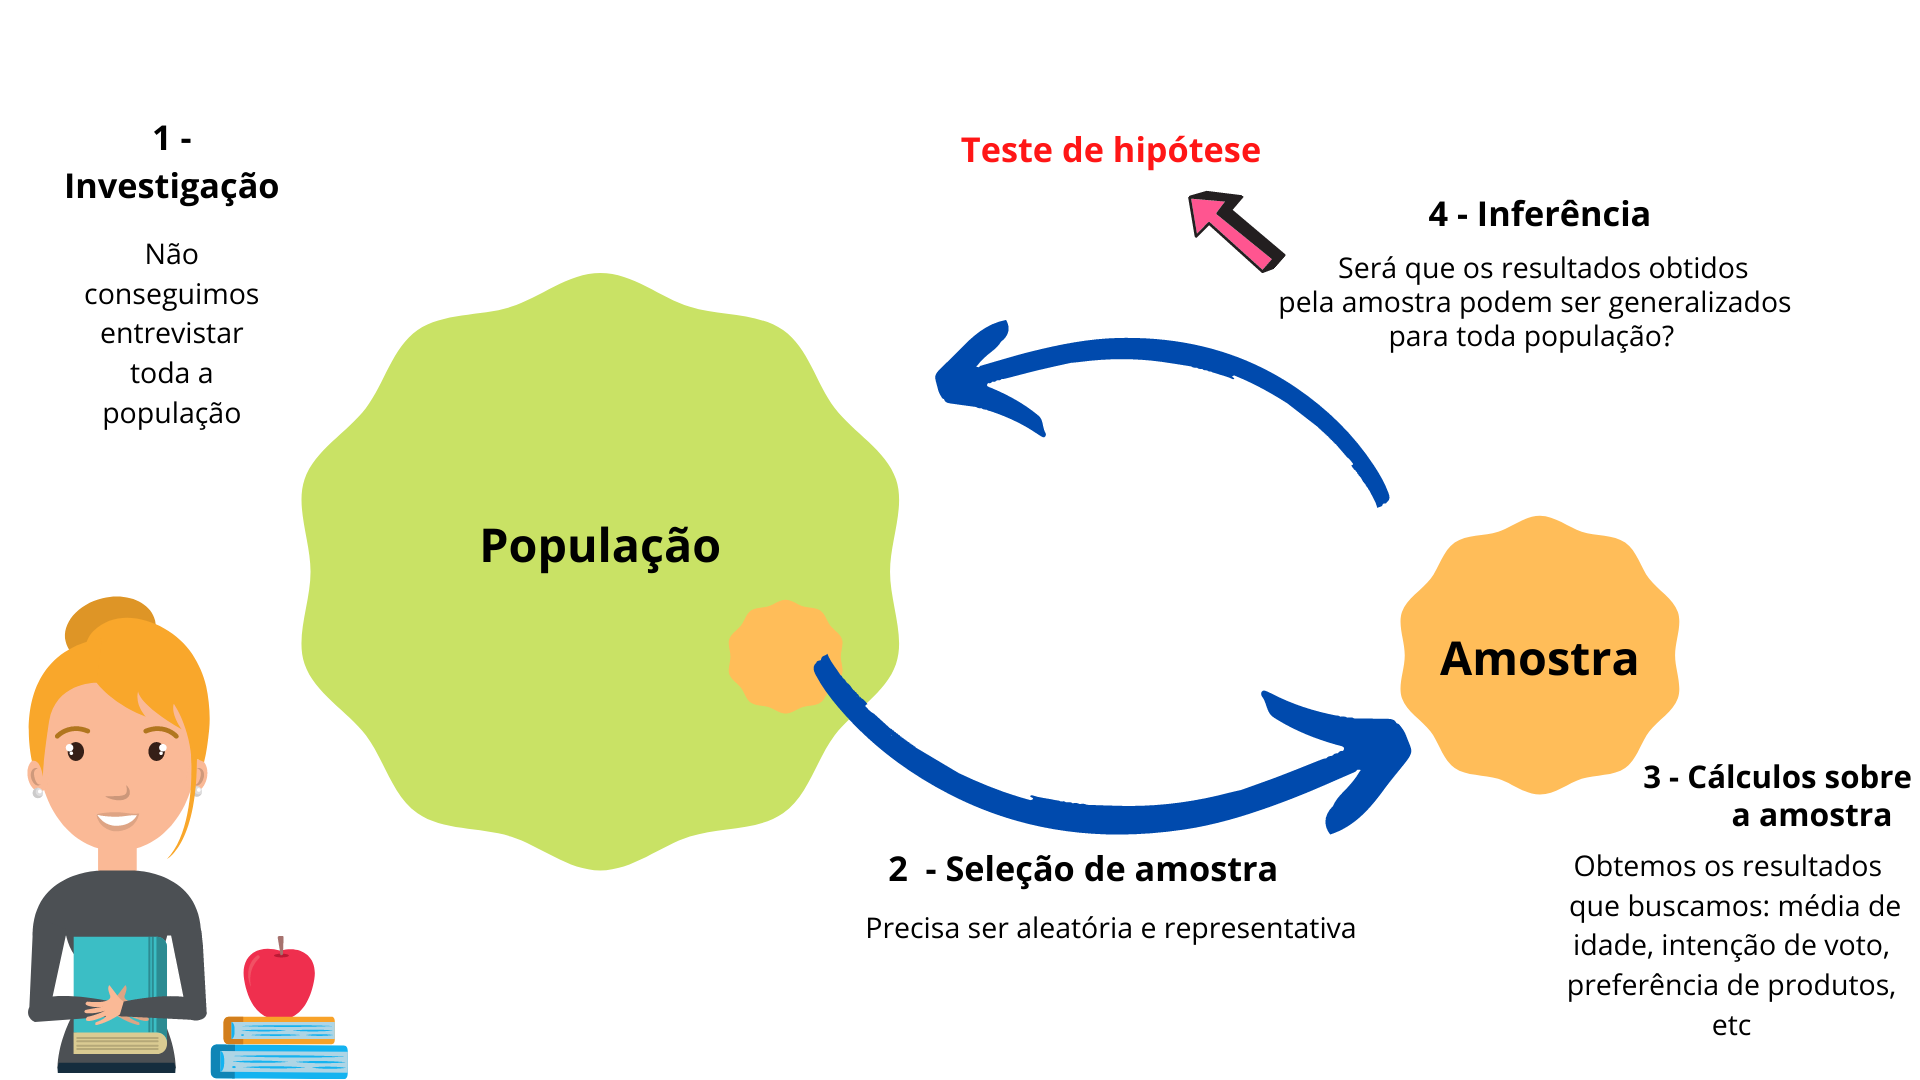 1 -
Investigação
Não
conseguimos
entrevistar
toda a
população
População
Teste de hipótese
4 - Inferência
Será que os resultados obtidos
pela amostra podem ser generalizados
para toda população?
Amostra
2  - Seleção de amostra
Precisa ser aleatória e representativa
3 - Cálculos sobre
a amostra
Obtemos os resultados
que buscamos: média de
idade, intenção de voto,
preferência de produtos,
etc